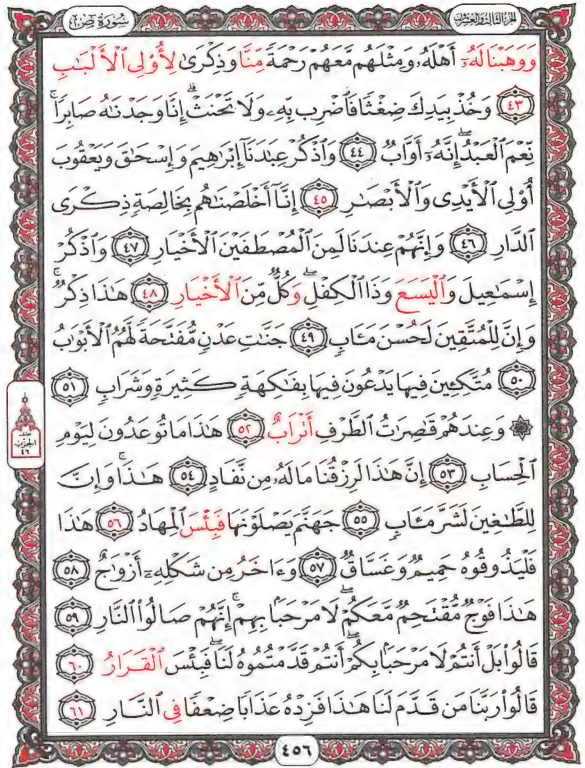 الجزء الثالث والعشرون
سورة ص
وَوَهَبْنَا لَهُۥٓ أَهْلَهُۥ وَمِثْلَهُم مَّعَهُمْ رَحْمَةً مِّنَّا وَذِكْرَىٰ لِأُو۟لِى ٱلْأَلْبَٰبِ
٤٣ وَخُذْ بِيَدِكَ ضِغْثًا فَٱضْرِب بِّهِۦ وَلَا تَحْنَثْ ۗ إِنَّا وَجَدْنَٰهُ صَابِرًا ۚ
نِّعْمَ ٱلْعَبْدُ ۖ إِنَّهُۥٓ أَوَّابٌ ٤٤ وَٱذْكُرْ عِبَٰدَنَآ إِبْرَٰهِيمَ وَإِسْحَٰقَ وَيَعْقُوبَ
أُو۟لِى ٱلْأَيْدِى وَٱلْأَبْصَٰرِ ٤٥ إِنَّآ أَخْلَصْنَٰهُم بِخَالِصَةٍ ذِكْرَى
ٱلدَّارِ ٤٦ وَإِنَّهُمْ عِندَنَا لَمِنَ ٱلْمُصْطَفَيْنَ ٱلْأَخْيَارِ ٤٧ وَٱذْكُرْ
إِسْمَٰعِيلَ وَٱلْيَسَعَ وَذَا ٱلْكِفْلِ ۖ وَكُلٌّ مِّنَ ٱلْأَخْيَارِ ٤٨ هَٰذَا ذِكْرٌ ۚ
وَإِنَّ لِلْمُتَّقِينَ لَحُسْنَ مَـَٔابٍ ٤٩ جَنَّٰتِ عَدْنٍ مُّفَتَّحَةً لَّهُمُ ٱلْأَبْوَٰبُ
٥٠ مُتَّكِـِٔينَ فِيهَا يَدْعُونَ فِيهَا بِفَٰكِهَةٍ كَثِيرَةٍ وَشَرَابٍ ٥١
۞ وَعِندَهُمْ قَٰصِرَٰتُ ٱلطَّرْفِ أَتْرَابٌ ٥٢ هَٰذَا مَا تُوعَدُونَ لِيَوْمِ
ٱلْحِسَابِ ٥٣ إِنَّ هَٰذَا لَرِزْقُنَا مَا لَهُۥ مِن نَّفَادٍ ٥٤ هَٰذَا ۚ وَإِنَّ
لِلطَّٰغِينَ لَشَرَّ مَـَٔابٍ ٥٥ جَهَنَّمَ يَصْلَوْنَهَا فَبِئْسَ ٱلْمِهَادُ ٥٦ هَٰذَا
فَلْيَذُوقُوهُ حَمِيمٌ وَغَسَّاقٌ ٥٧ وَءَاخَرُ مِن شَكْلِهِۦٓ أَزْوَٰجٌ ٥٨
هَٰذَا فَوْجٌ مُّقْتَحِمٌ مَّعَكُمْ ۖ لَا مَرْحَبًۢا بِهِمْ ۚ إِنَّهُمْ صَالُوا۟ ٱلنَّارِ ٥٩
قَالُوا۟ بَلْ أَنتُمْ لَا مَرْحَبًۢا بِكُمْ ۖ أَنتُمْ قَدَّمْتُمُوهُ لَنَا ۖ فَبِئْسَ ٱلْقَرَارُ ٦٠
قَالُوا۟ رَبَّنَا مَن قَدَّمَ لَنَا هَٰذَا فَزِدْهُ عَذَابًا ضِعْفًا فِى ٱلنَّارِ ٦١
الحزب
٤٦
٤٥٦